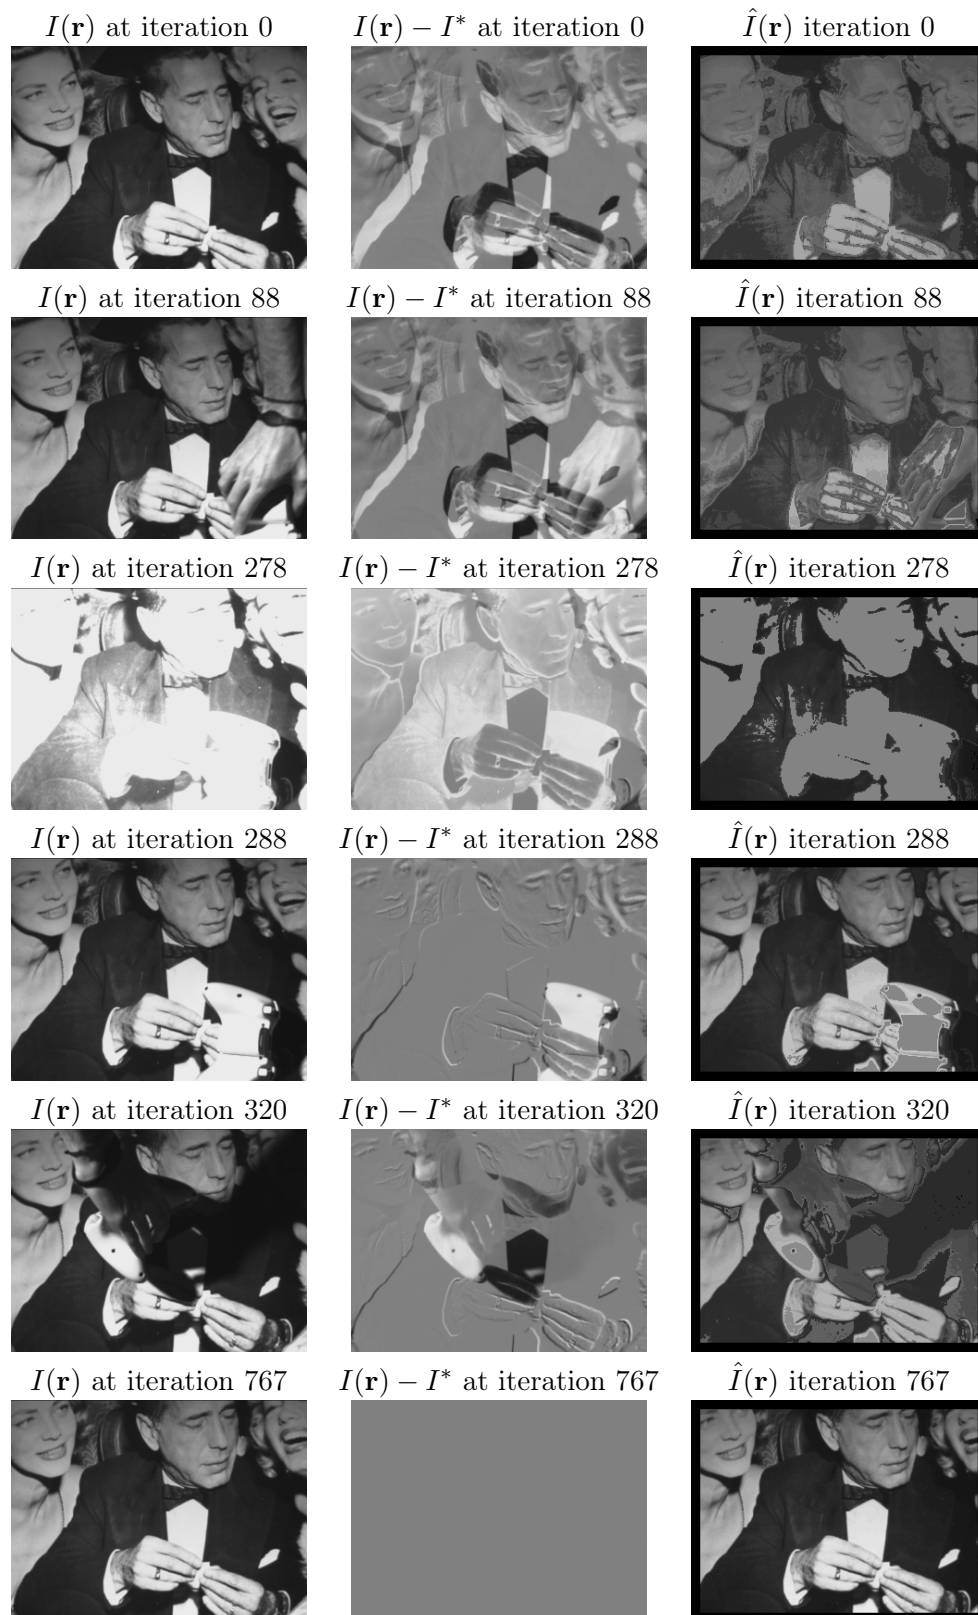 I(r) at iteration 0 I(r) − I* at iteration 0 Î(r) iteration 0
I(r) at iteration 88 I(r) − I* at iteration 88 Î(r) iteration 88
I(r) at iteration 278 I(r) − I* at iteration 278 Î(r) iteration 278
I(r) at iteration 288 I(r) − I* at iteration 288 Î(r) iteration 288
I(r) at iteration 320 I(r) − I* at iteration 320 Î(r) iteration 320
I(r) at iteration 767 I(r) − I* at iteration 767 Î(r) iteration 767